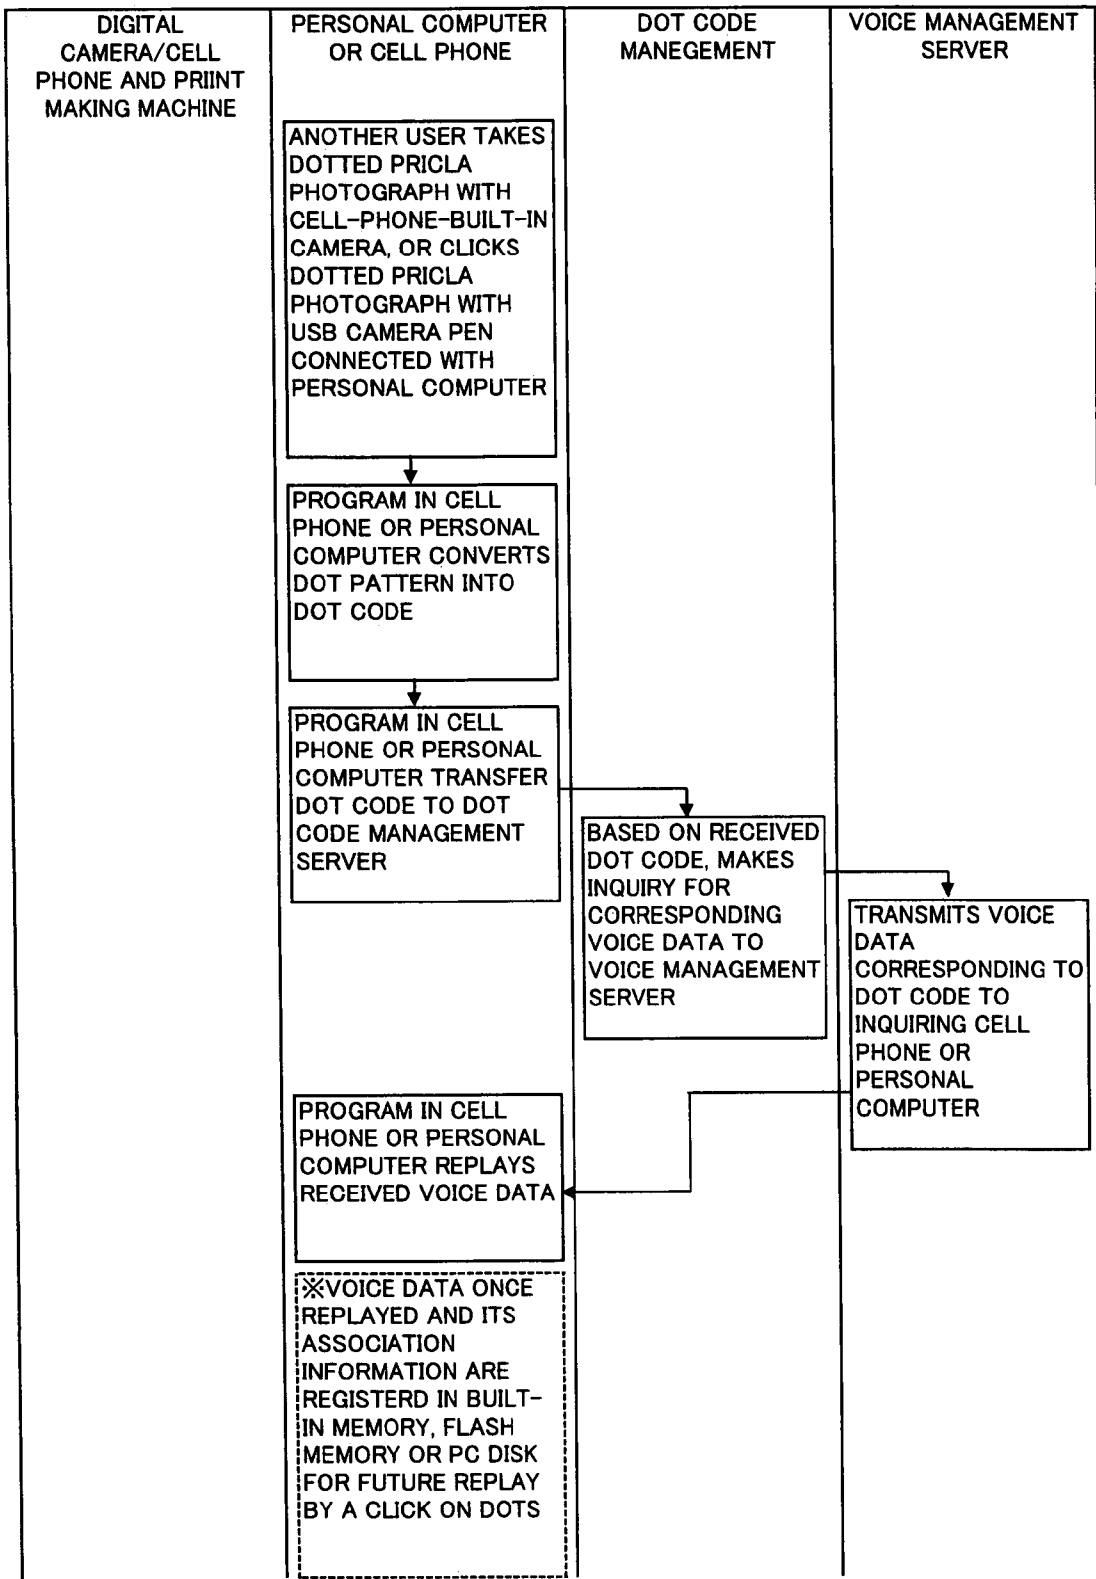 DIGITAL
CAMERA/CELL
PHONE AND PRIINT
MAKING MACHINE
PERSONAL COMPUTER
OR CELL PHONE
DOT CODE
MANEGEMENT
VOICE MANAGEMENT
SERVER
ANOTHER USER TAKES
DOTTED PRICLA
PHOTOGRAPH WITH
CELL-PHONE-BUILT-IN
CAMERA, OR CLICKS
DOTTED PRICLA
PHOTOGRAPH WITH
USB CAMERA PEN
CONNECTED WITH
PERSONAL COMPUTER
PROGRAM IN CELL
PHONE OR PERSONAL
COMPUTER CONVERTS
DOT PATTERN INTO
DOT CODE
PROGRAM IN CELL
PHONE OR PERSONAL
COMPUTER TRANSFER
DOT CODE TO DOT
CODE MANAGEMENT
SERVER
BASED ON RECEIVED
DOT CODE, MAKES
INQUIRY FOR
CORRESPONDING
VOICE DATA TO
VOICE MANAGEMENT
SERVER
TRANSMITS VOICE
DATA
CORRESPONDING TO
DOT CODE TO
INQUIRING CELL
PHONE OR
PERSONAL
COMPUTER
PROGRAM IN CELL
PHONE OR PERSONAL
COMPUTER REPLAYS
RECEIVED VOICE DATA
※VOICE DATA ONCE
REPLAYED AND ITS
ASSOCIATION
INFORMATION ARE
REGISTERD IN BUILT-
IN MEMORY, FLASH
MEMORY OR PC DISK
FOR FUTURE REPLAY
BY A CLICK ON DOTS